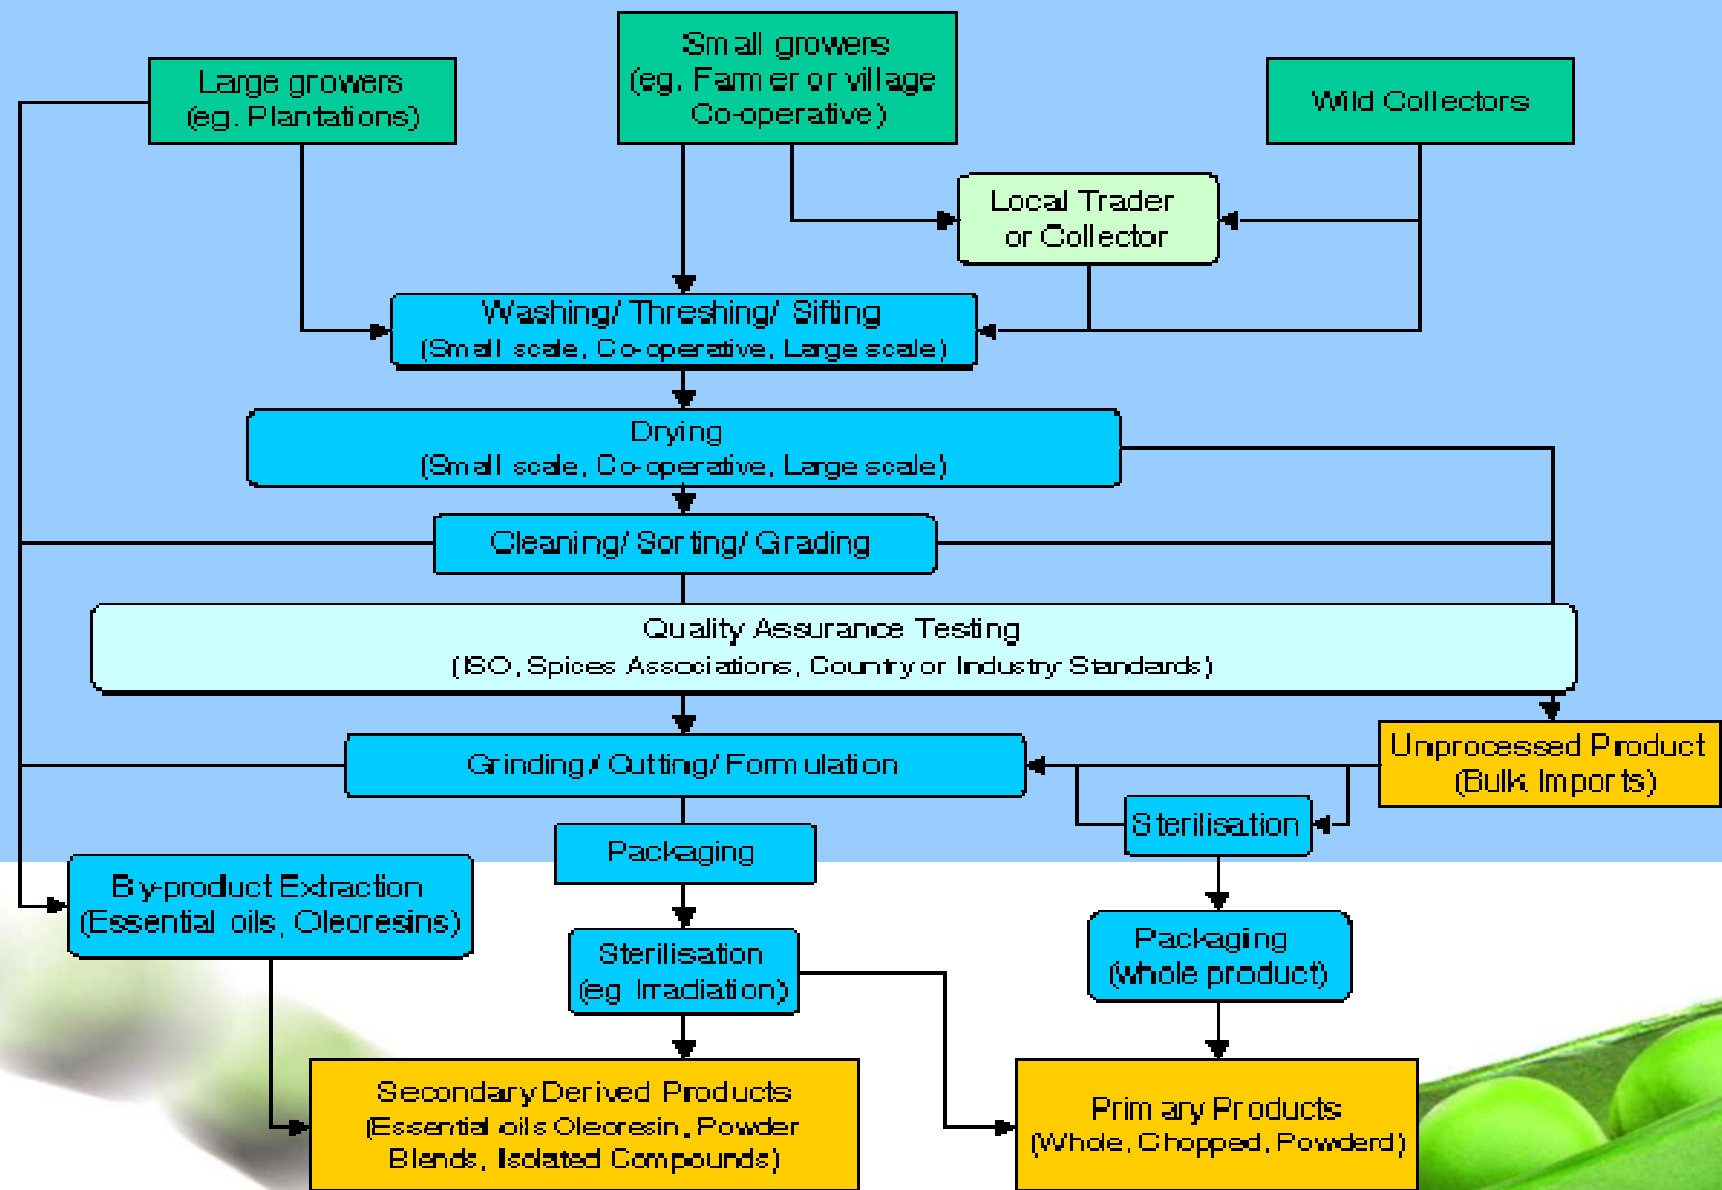 Large growers
(eg. Plantations)
Small growers
(eg. Farmer or village
Co-operative)
Wild Collectors
Local Trader
or Collector
Washing/ Threshing/ Sifting
(Small scale, Co-operative, Large scale)
Drying
(Small scale, Co-operative, Large scale)
Cleaning/ Sorting/ Grading
Quality Assurance Testing
(ISO, Spices Associations, Country or Industry Standards)
Grinding/ Cutting/ Formulation
Unprocessed Product
(Bulk Imports)
Sterilisation
Packaging
By-product Extraction
(Essential oils, Oleoresins)
Sterilisation
(eg Irradiation)
Packaging
(whole product)
Secondary Derived Products
(Essential oils Oleoresin, Powder
Blends, Isolated Compounds)
Primary Products
(Whole, Chopped, Powderd)